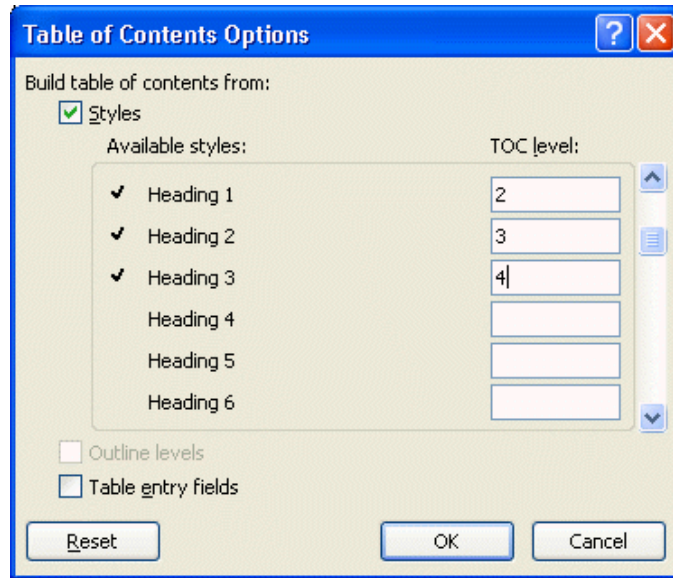 Table of Contents Options
Build table of contents from:
Styles
Available styles: TOC level:
Heading 1 2
Heading 2 3
Heading 3 4
Heading 4
Heading 5
Heading 6
Outline levels
Table entry fields
Reset OK Cancel